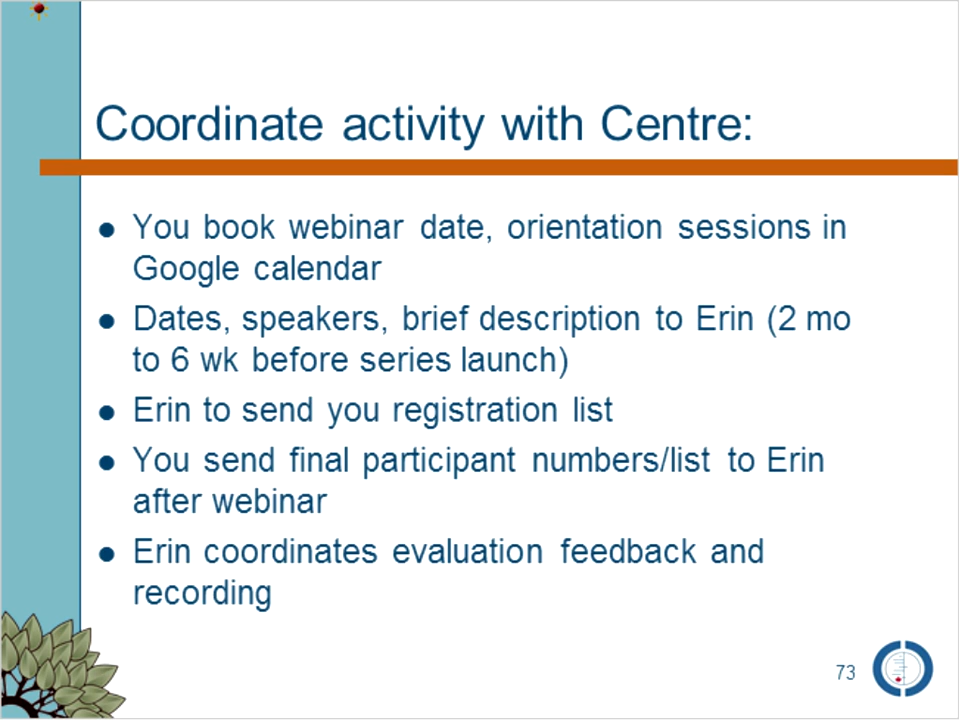 Coordinate activity with Centre:
● You book webinar date, orientation sessions in
Google calendar
● Dates, speakers, brief description to Erin (2 mo
to 6 wk before series launch)
● Erin to send you registration list
● You send final participant numbers/list to Erin
after webinar
● Erin coordinates evaluation feedback and
recording
73